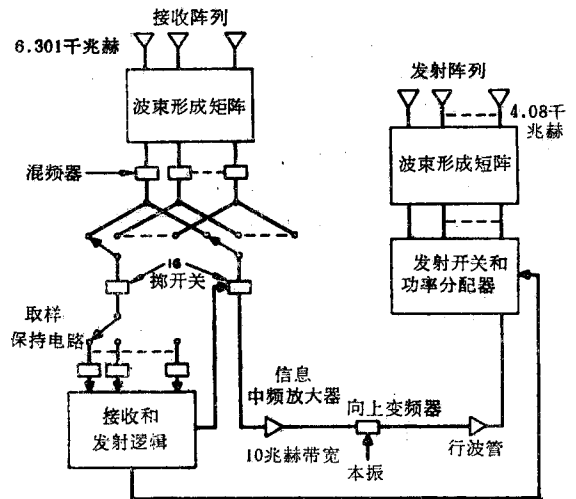 接收阵列
6.301千兆赫
波束形成矩阵
混频器
16
掷开关
取样
保持电路
接收和
发射逻辑
发射阵列
4.08千
兆赫
波束形成短阵
发射开关和
功率分配器
信息
中频放大器
10兆赫带宽
向上变频器
本振
行波管